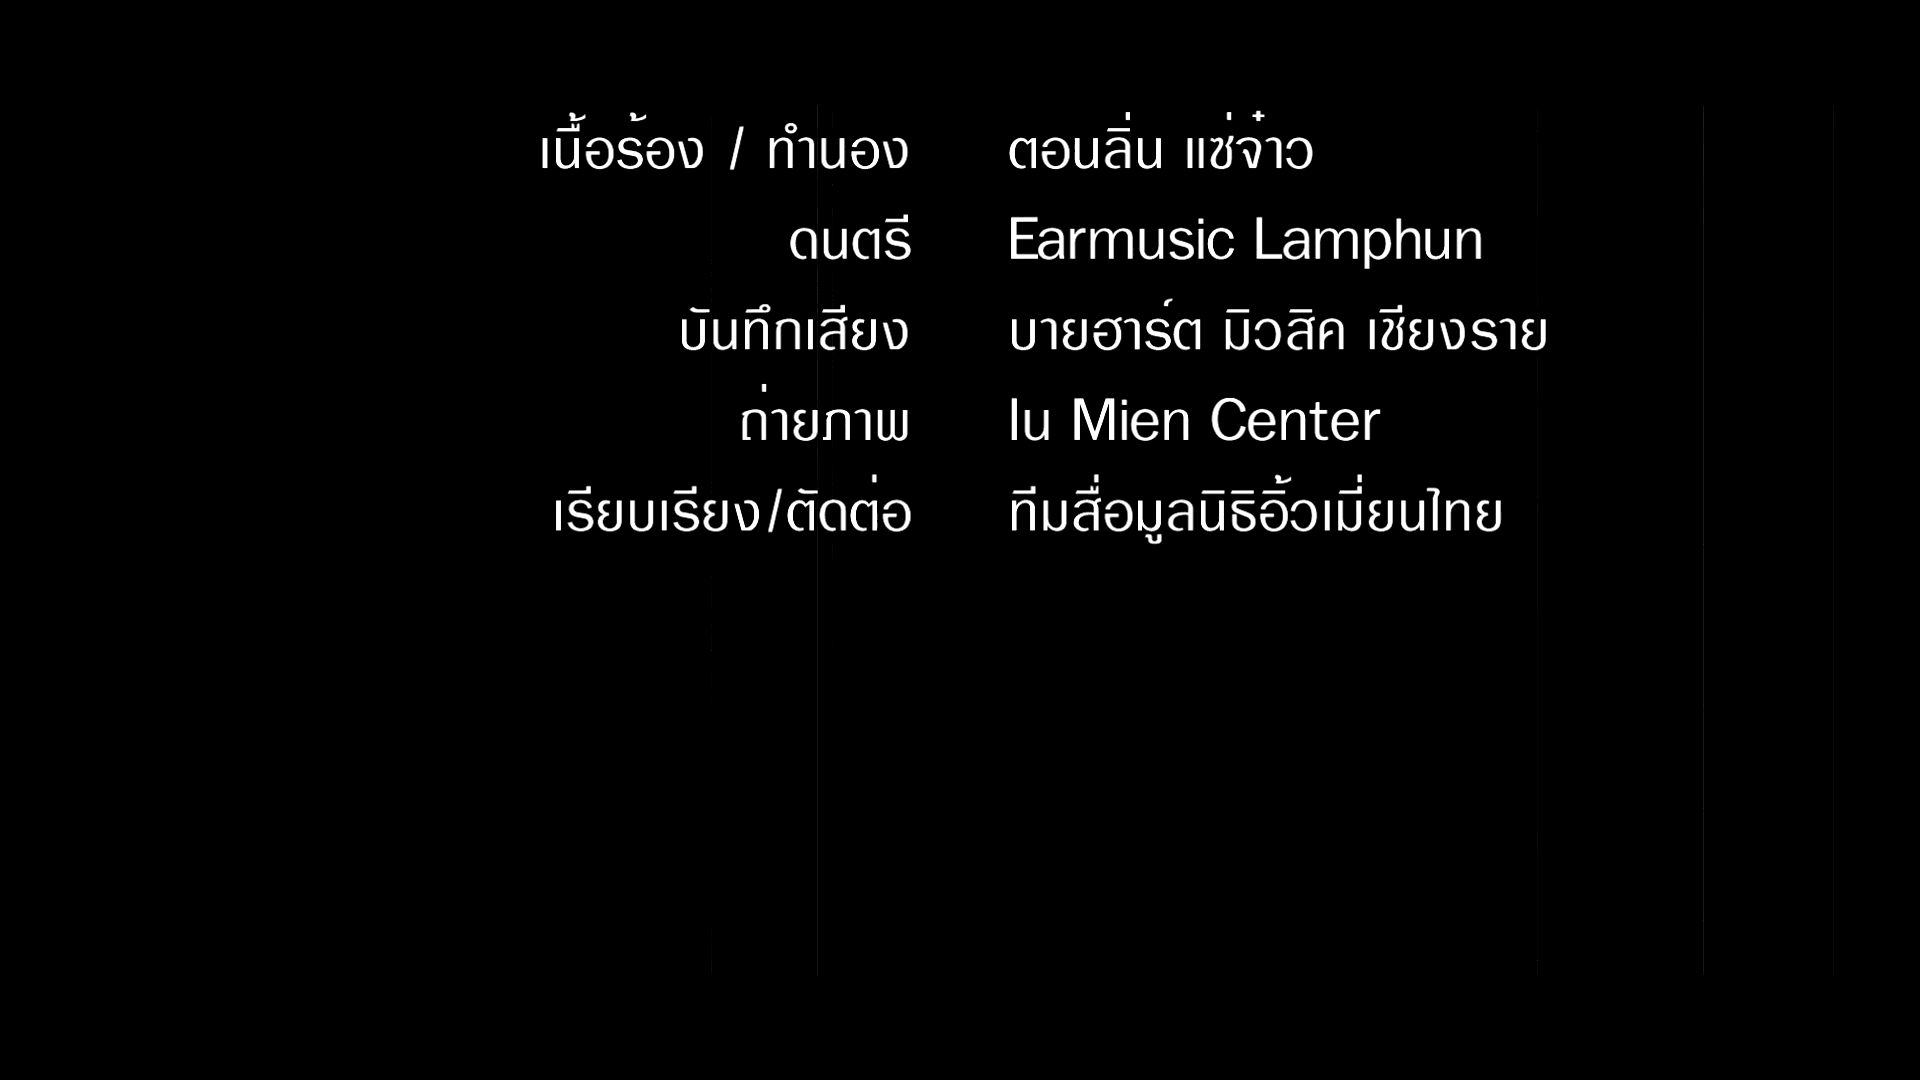 เนื้อร้อง / ทำนอง ตอนลิ่น แซ่จ๋าว
ดนตรี Earmusic Lamphun
บันทึกเสียง บายฮาร์ต มิวสิค เชียงราย
ถ่ายภาพ Iu Mien Center
เรียบเรียง/ตัดต่อ ทีมสื่อมูลนิธิอิ้วเมี่ยนไทย